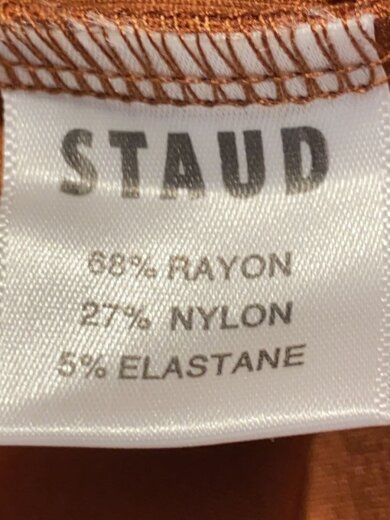 STAUD
68% RAYON
27% NYLON
5% ELASTANE